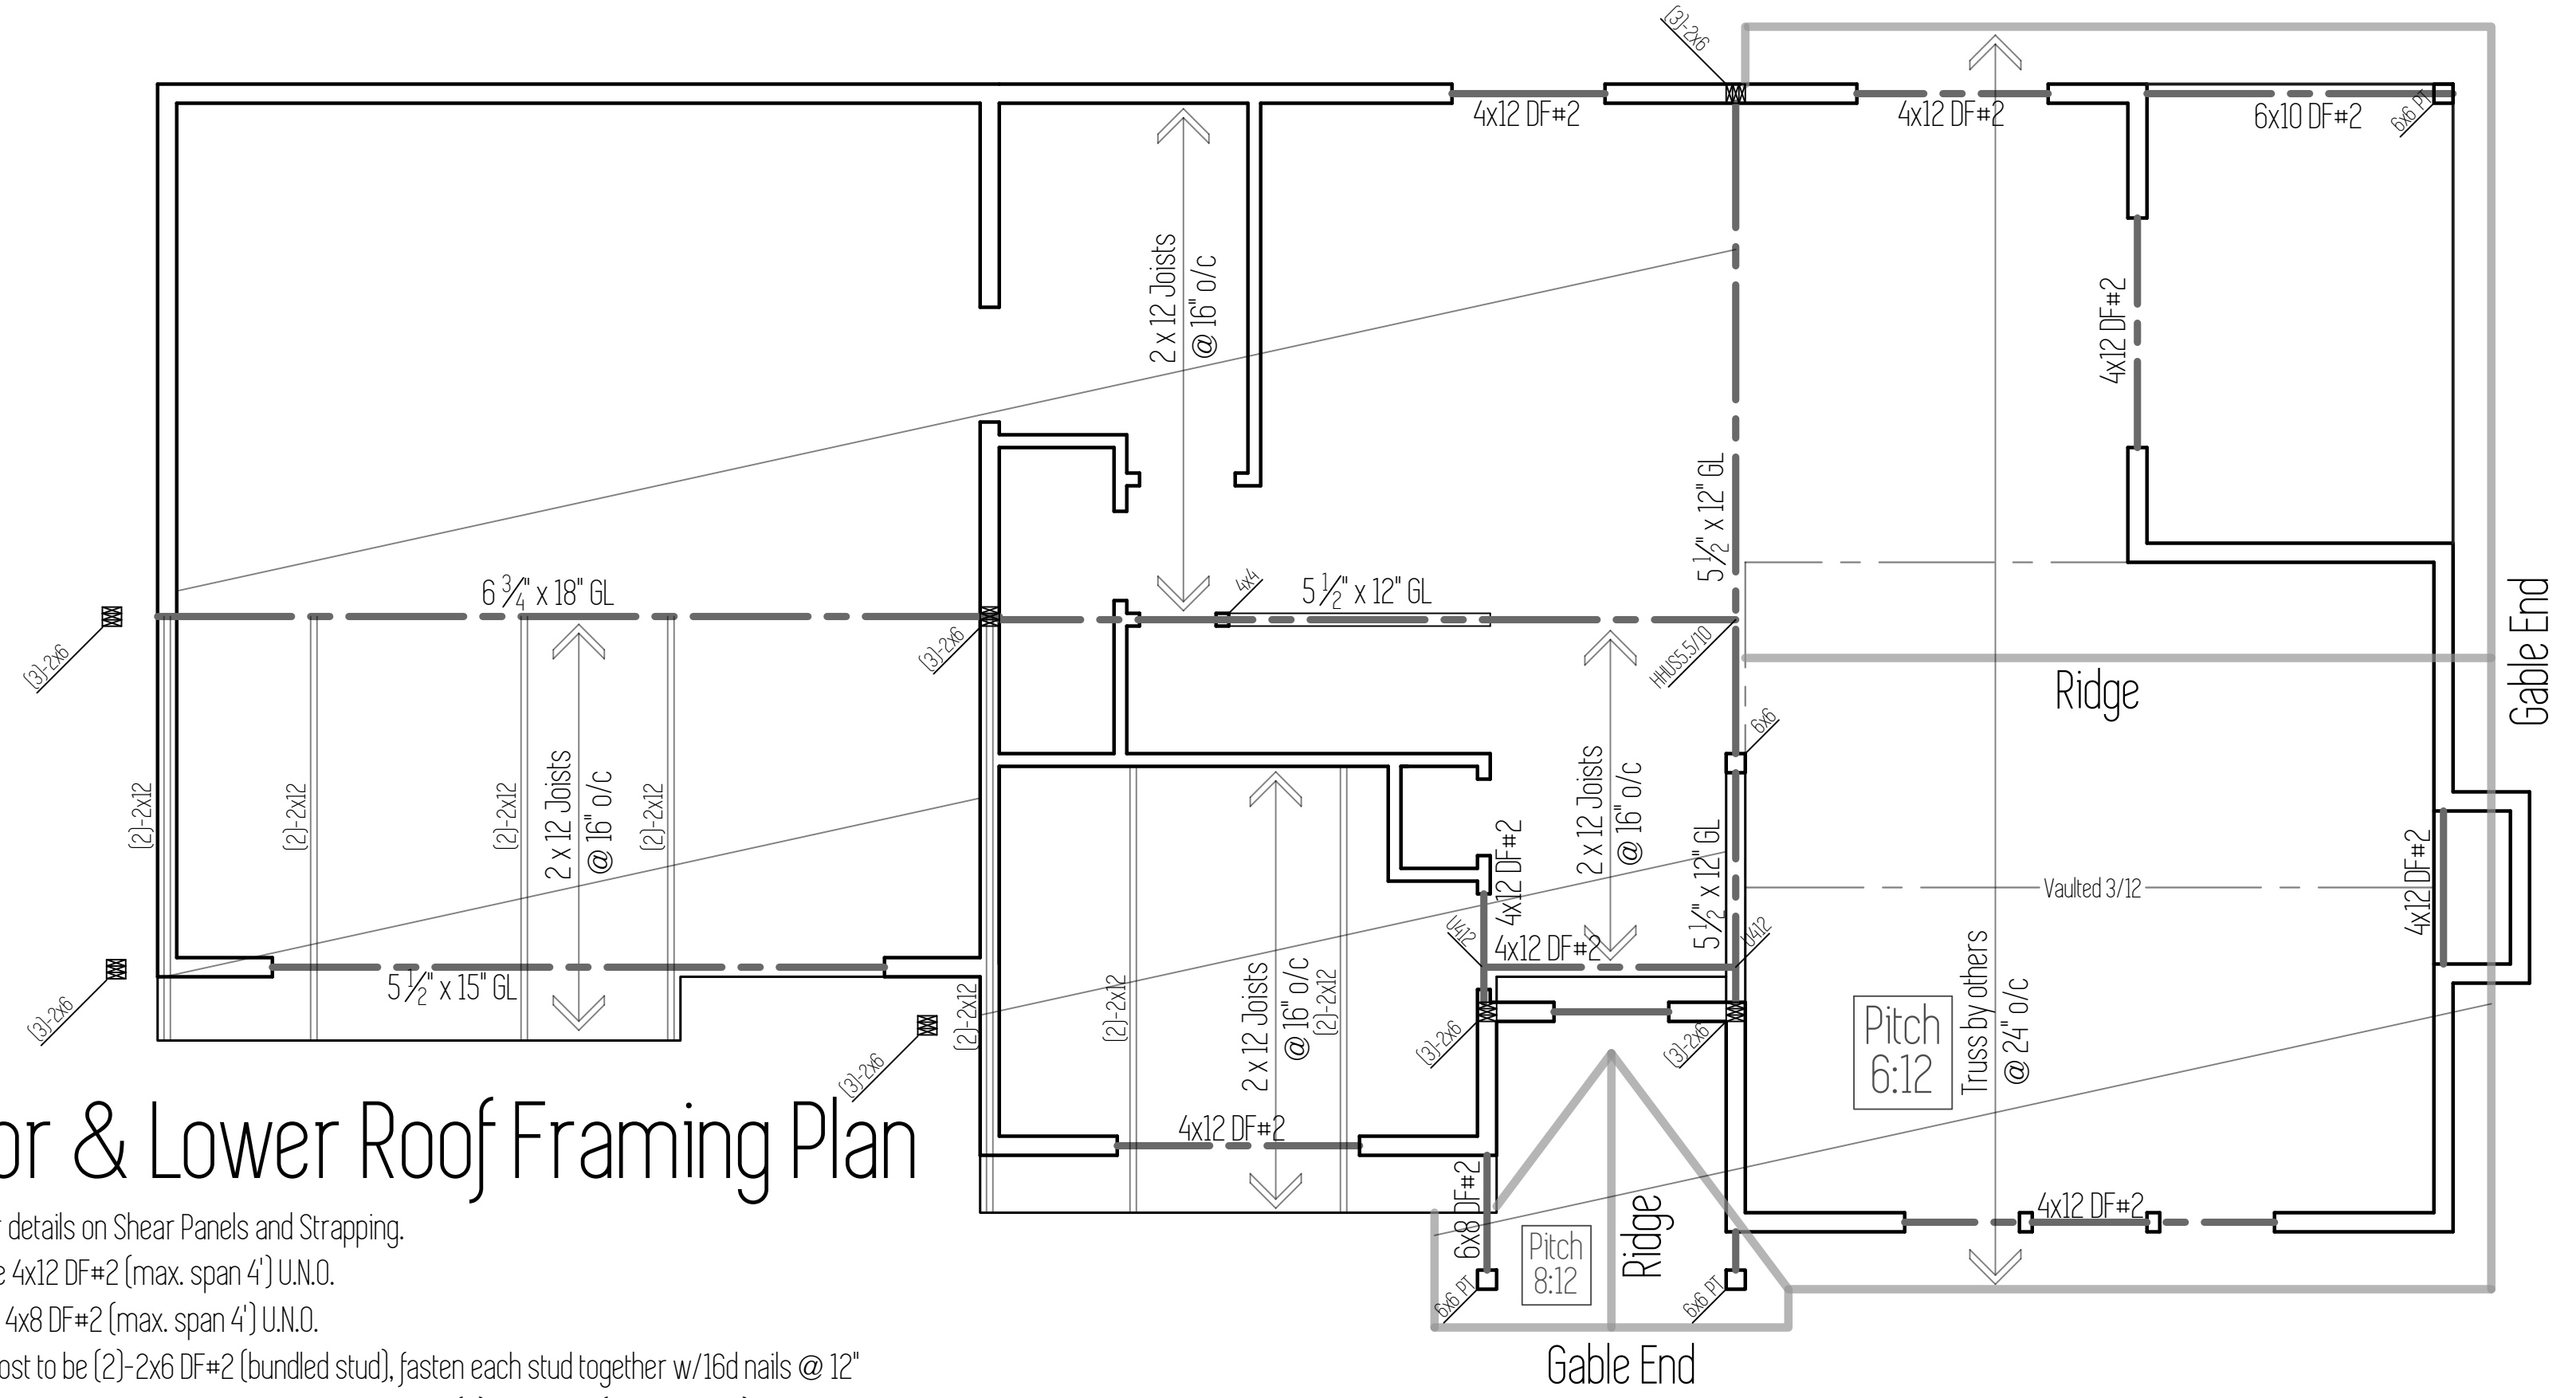 (3)-2x6
4x12 DF#2
4x12 DF#2
6x10 DF#2
6x6 PT
2 x 12 Joists
@ 16" o/c
4x12 DF#2
5 1/2" x 12" GL
6 3/4" x 18" GL
4x4
5 1/2" x 12" GL
(3)-2x6
(3)-2x6
HHUS5.5/10
Ridge
Gable End
6x6
(2)-2x12
(2)-2x12
(2)-2x12
(2)-2x12
2 x 12 Joists
@ 16" o/c
2 x 12 Joists
@ 16" o/c
4x12 DF#2
5 1/2" x 12" GL
4x12 DF#2
Vaulted 3/12
U412
4x12 DF#2
U412
5 1/2" x 15" GL
(3)-2x6
(3)-2x6
(2)-2x12
(2)-2x12
2 x 12 Joists
@ 16" o/c
(2)-2x12
(3)-2x6
(3)-2x6
Pitch
6:12
Truss by others
@ 24" o/c
4x12 DF#2
4x12 DF#2
6x8 DF#2
Pitch
8:12
Ridge
6x6 PT
6x6 PT
Gable End
or & Lower Roof Framing Plan
details on Shear Panels and Strapping.
4x12 DF#2 (max. span 4') U.N.O.
4x8 DF#2 (max. span 4') U.N.O.
ost to be (2)-2x6 DF#2 (bundled stud), fasten each stud together w/16d nails @ 12"